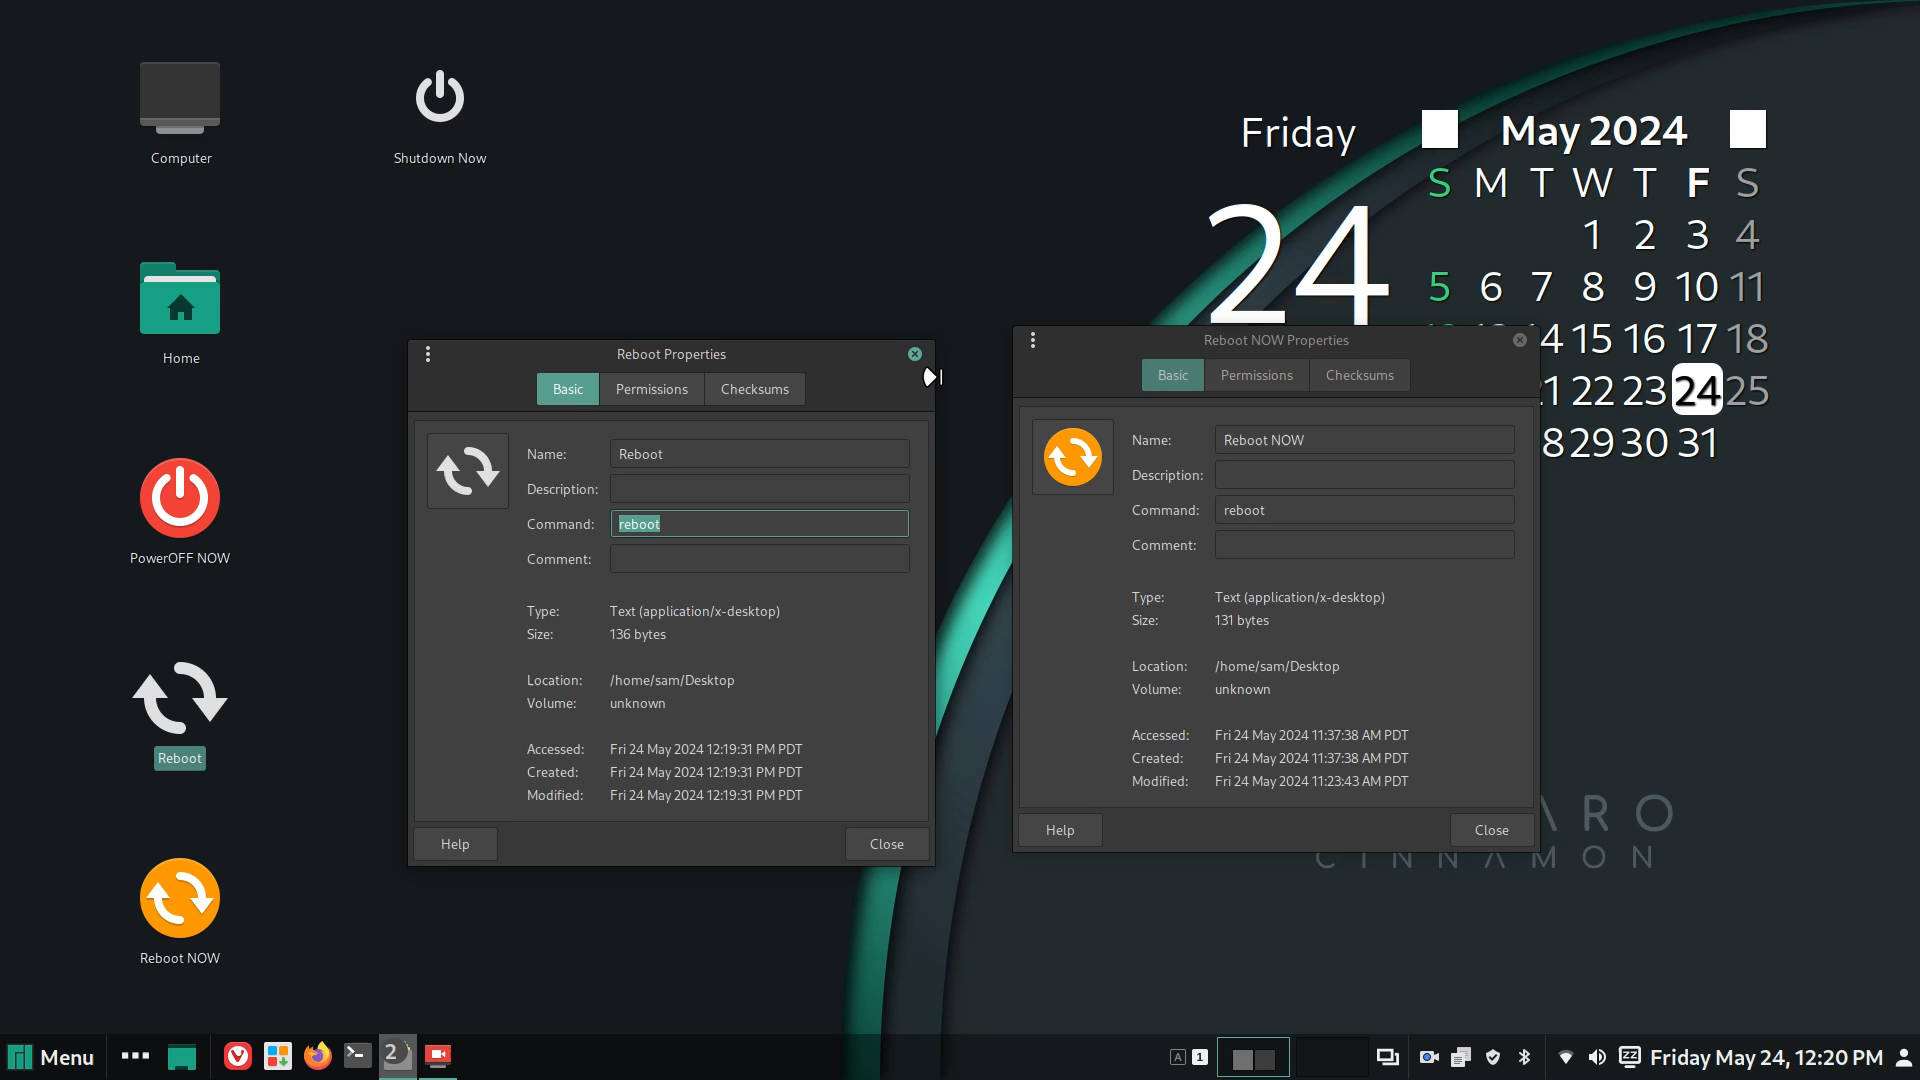 Computer
Shutdown Now
Home
PowerOFF NOW
Reboot
Reboot NOW
Friday
24
May 2024
S M T W T F S
1 2 3 4
5 6 7 8 9 10 11
4 15 16 17 18
1 22 23 24 25
8 29 30 31
Reboot Properties
Basic Permissions Checksums
Name: Reboot
Description:
Command: reboot
Comment:
Type: Text (application/x-desktop)
Size: 136 bytes
Location: /home/sam/Desktop
Volume: unknown
Accessed: Fri 24 May 2024 12:19:31 PM PDT
Created: Fri 24 May 2024 12:19:31 PM PDT
Modified: Fri 24 May 2024 12:19:31 PM PDT
Help Close
Reboot NOW Properties
Basic Permissions Checksums
Name: Reboot NOW
Description:
Command: reboot
Comment:
Type: Text (application/x-desktop)
Size: 131 bytes
Location: /home/sam/Desktop
Volume: unknown
Accessed: Fri 24 May 2024 11:37:38 AM PDT
Created: Fri 24 May 2024 11:37:38 AM PDT
Modified: Fri 24 May 2024 11:23:43 AM PDT
Help Close
ARO
CINNAMON
Menu
2
A 1
zz
Friday May 24, 12:20 PM